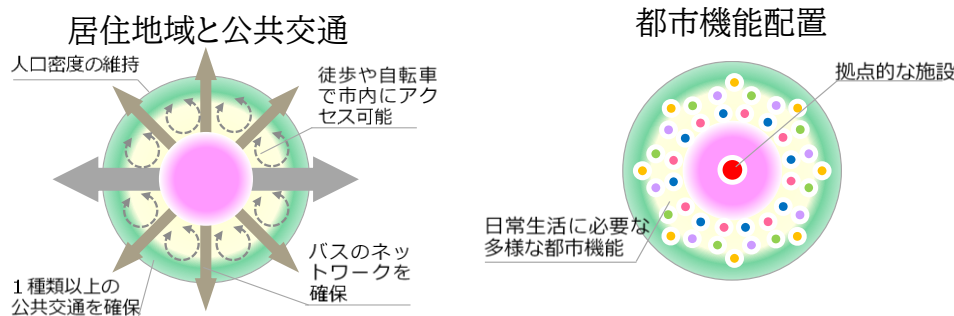 居住地域と公共交通
人口密度の維持
徒歩や自転車
で市内にアク
セス可能
バスのネッ
トワークを
確保
1種類以上の
公共交通を確保
都市機能配置
拠点的な施設
日常生活に必要な
多様な都市機能